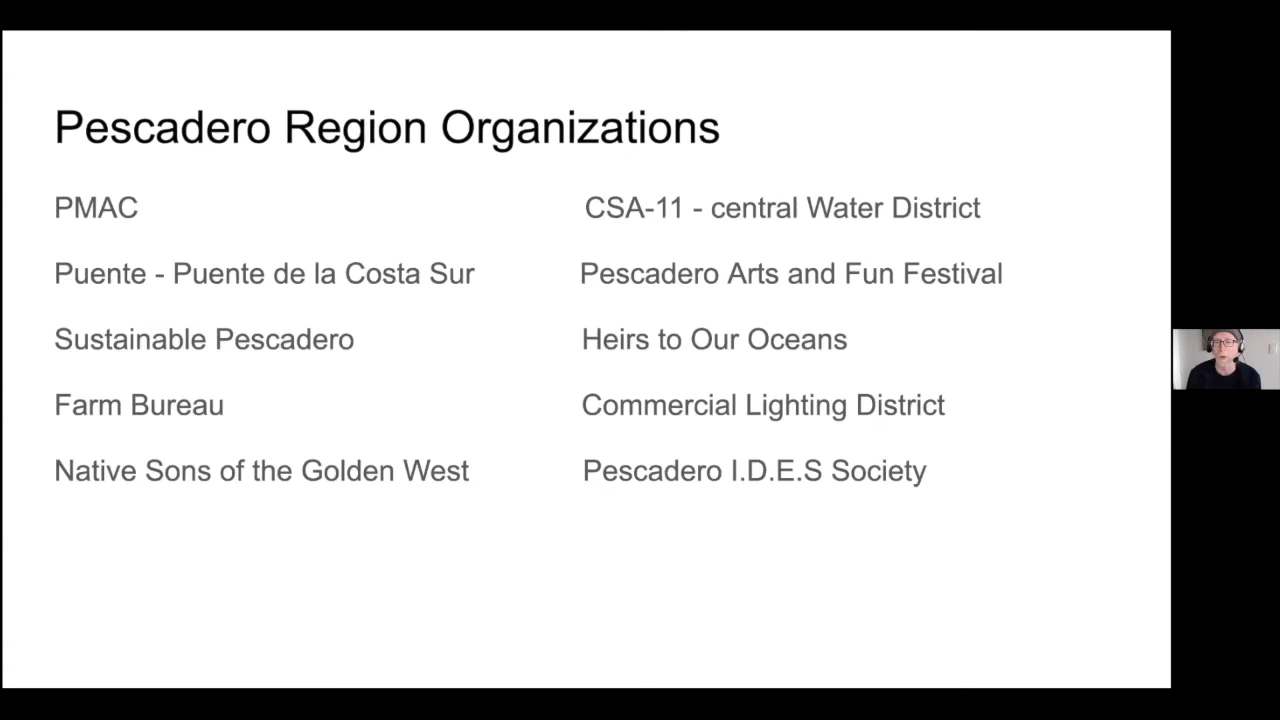 Pescadero Region Organizations
PMAC
Puente - Puente de la Costa Sur
Sustainable Pescadero
Farm Bureau
Native Sons of the Golden West
CSA-11 - central Water District
Pescadero Arts and Fun Festival
Heirs to Our Oceans
Commercial Lighting District
Pescadero I.D.E.S Society